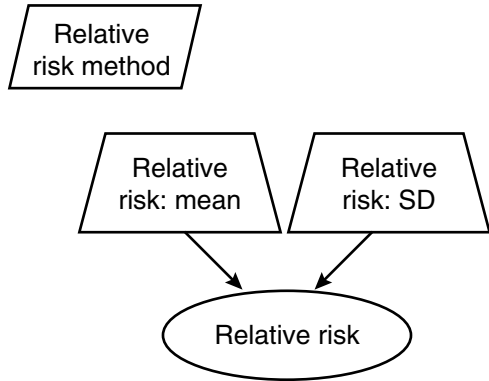 Relative
risk method
Relative
risk: mean
Relative
risk: SD
Relative risk